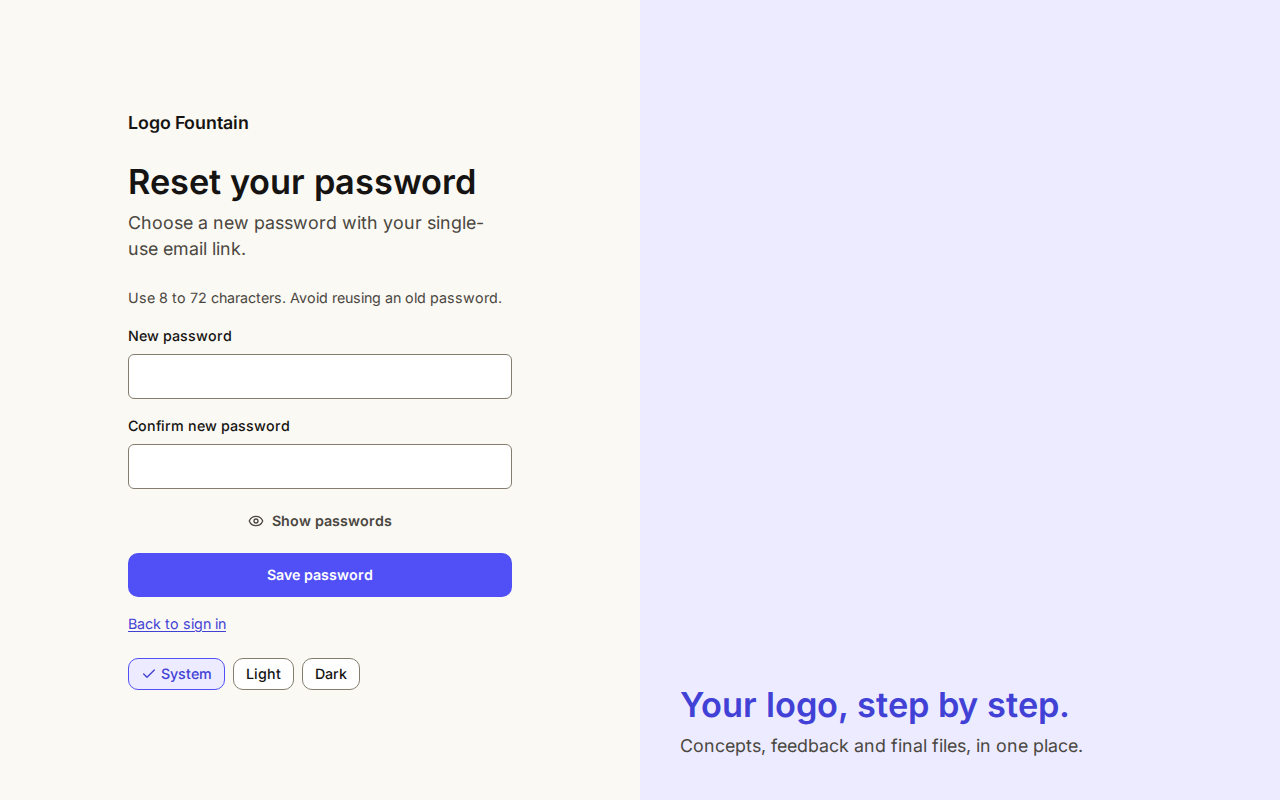 Logo Fountain
Reset your password
Choose a new password with your single-
use email link.
Use 8 to 72 characters. Avoid reusing an old password.
New password
Confirm new password
Show passwords
Save password
Back to sign in
System
Light
Dark
Your logo, step by step.
Concepts, feedback and final files, in one place.